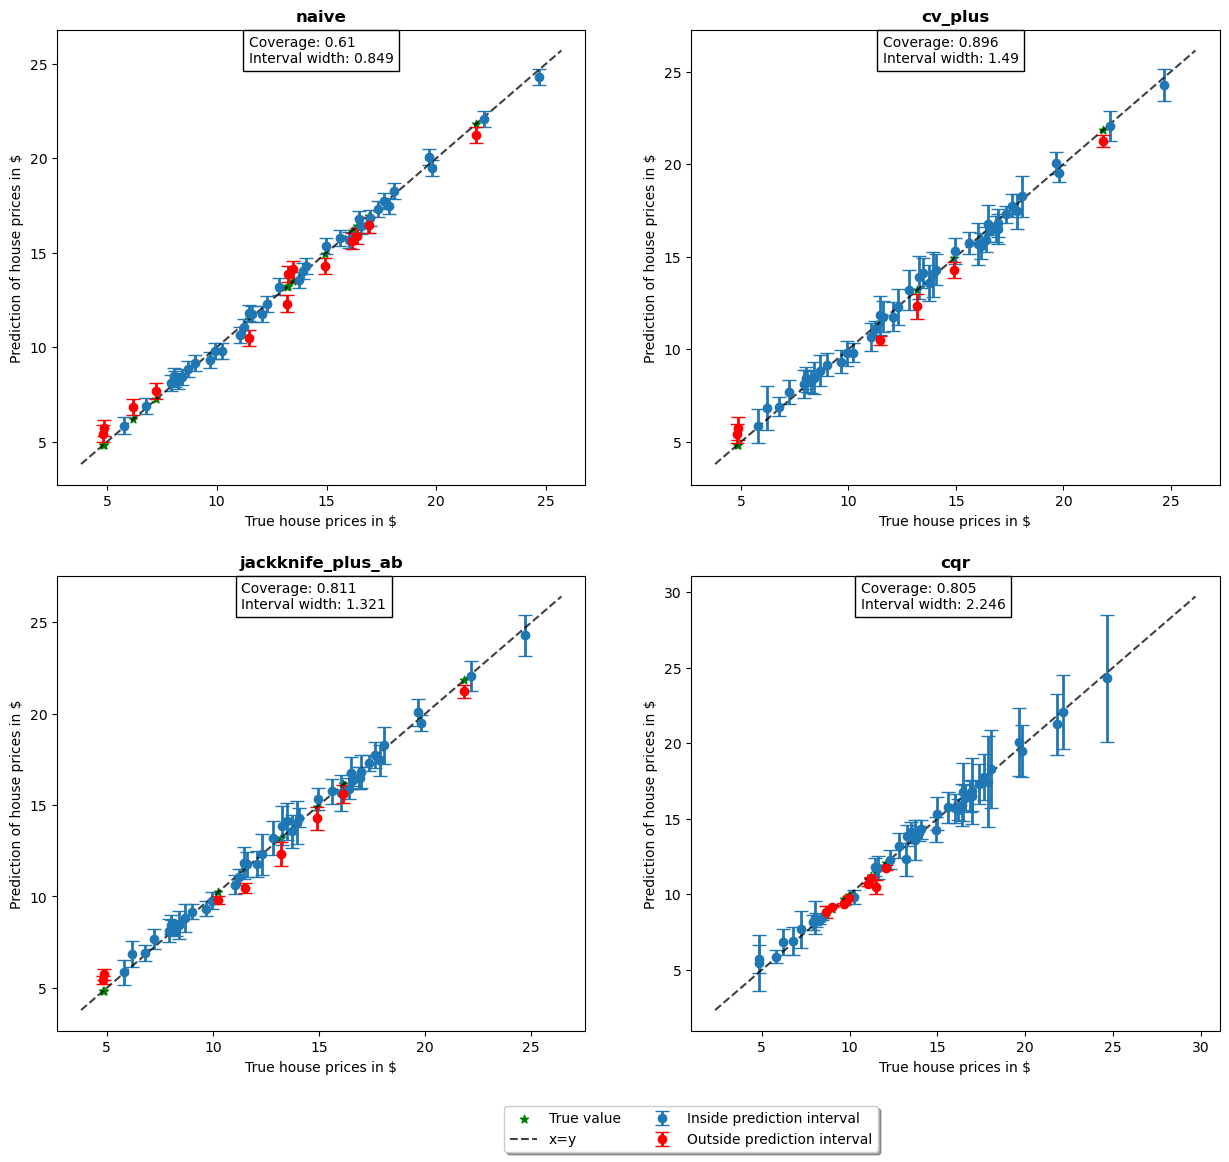 naive
Coverage: 0.61
Interval width: 0.849
25
20
15
10
5
Prediction of house prices in $
5
10
15
20
25
True house prices in $
cv_plus
Coverage: 0.896
Interval width: 1.49
25
20
15
10
5
Prediction of house prices in $
5
10
15
20
25
True house prices in $
jackknife_plus_ab
Coverage: 0.811
Interval width: 1.321
25
20
15
10
5
Prediction of house prices in $
5
10
15
20
25
True house prices in $
cqr
Coverage: 0.805
Interval width: 2.246
30
25
20
15
10
5
Prediction of house prices in $
5
10
15
20
25
30
True house prices in $
True value
x=y
Inside prediction interval
Outside prediction interval